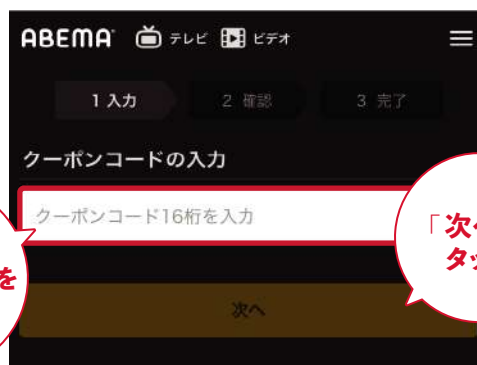 ABEMA テレビ ビデオ
1 入力 2 確認 3 完了
クーポンコードの入力
クーポンコード16桁を入力
「次へ
タッ
を
次へ